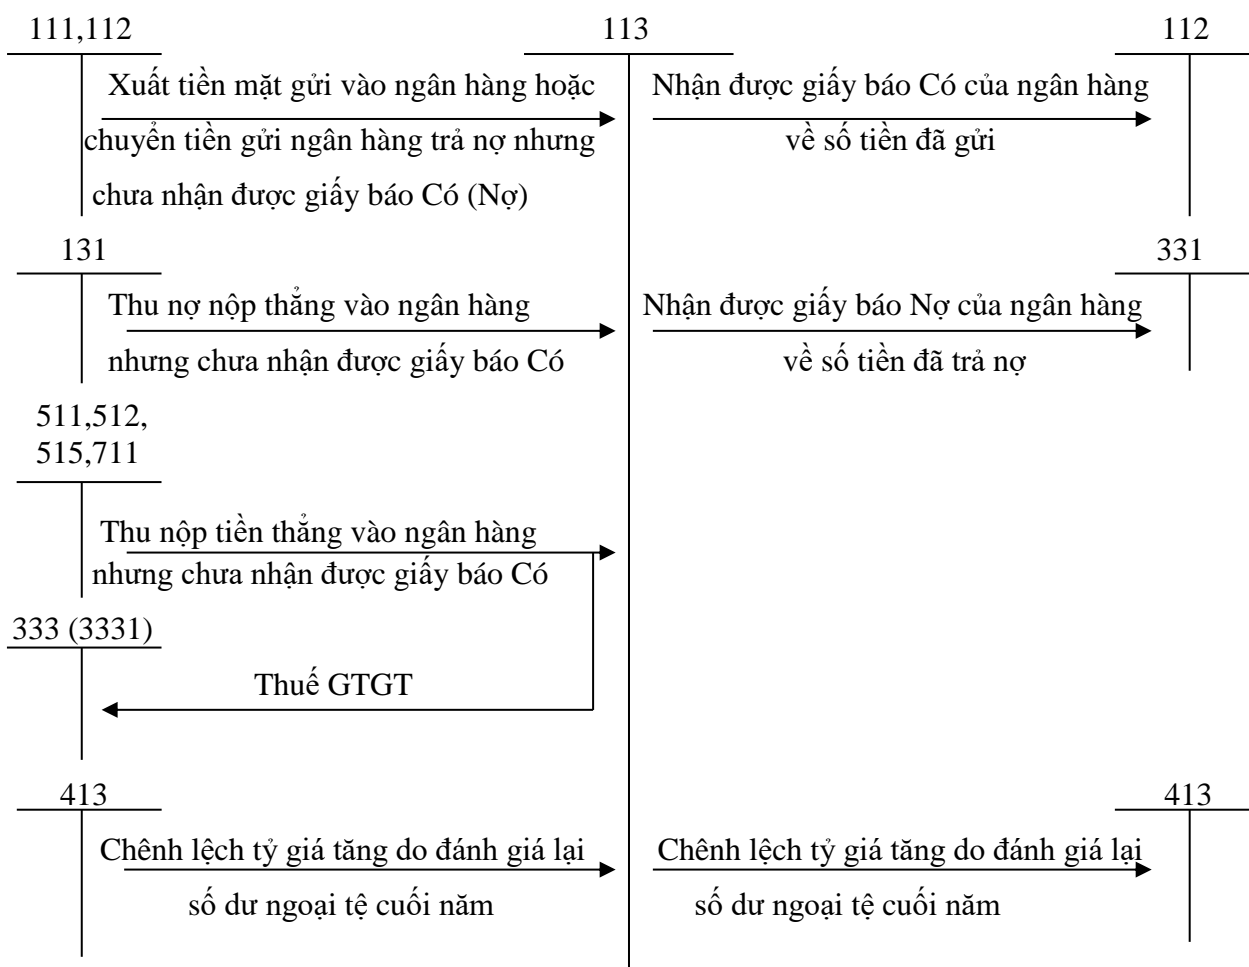 111,112
113
112
Xuất tiền mặt gửi vào ngân hàng hoặc
chuyển tiền gửi ngân hàng trả nợ nhưng
chưa nhận được giấy báo Có (Nợ)
Nhận được giấy báo Có của ngân hàng
về số tiền đã gửi
131
331
Thu nợ nộp thẳng vào ngân hàng
nhưng chưa nhận được giấy báo Có
Nhận được giấy báo Nợ của ngân hàng
về số tiền đã trả nợ
511,512,
515,711
Thu nộp tiền thẳng vào ngân hàng
nhưng chưa nhận được giấy báo Có
333 (3331)
Thuế GTGT
413
413
Chênh lệch tỷ giá tăng do đánh giá lại
số dư ngoại tệ cuối năm
Chênh lệch tỷ giá tăng do đánh giá lại
số dư ngoại tệ cuối năm